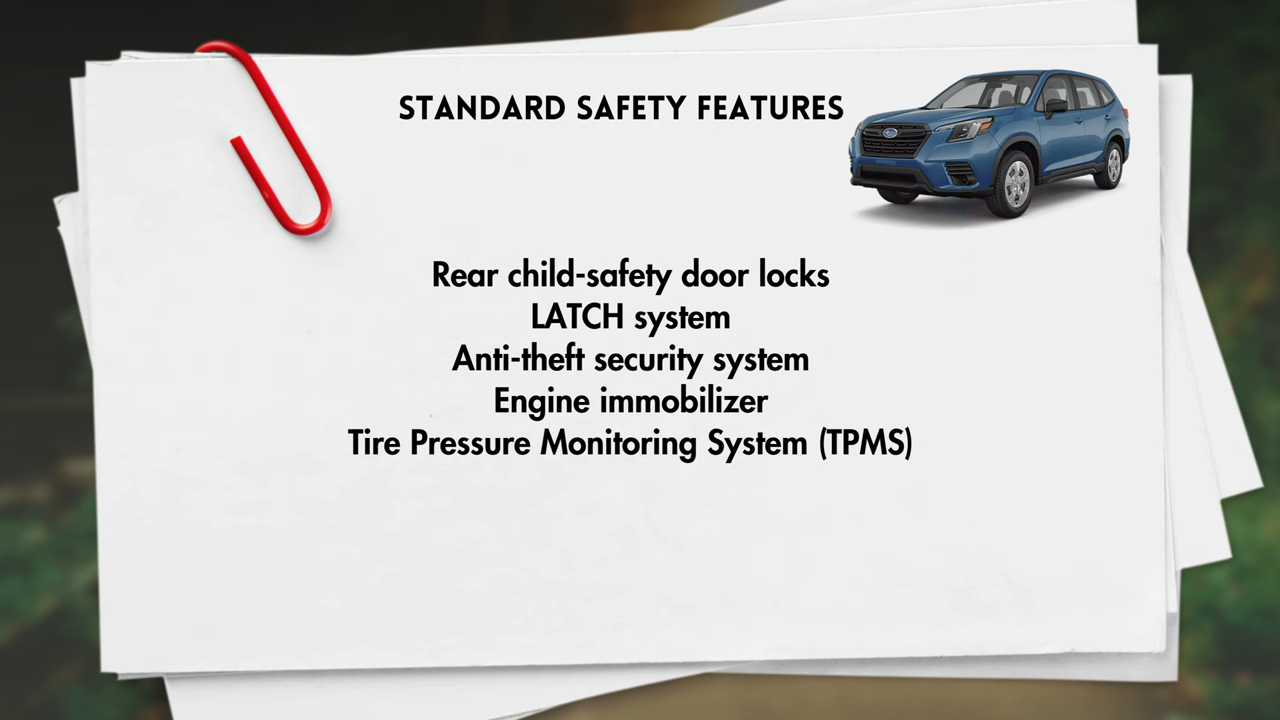 STANDARD SAFETY FEATURES
Rear child-safety door locks
LATCH system
Anti-theft security system
Engine immobilizer
Tire Pressure Monitoring System (TPMS)